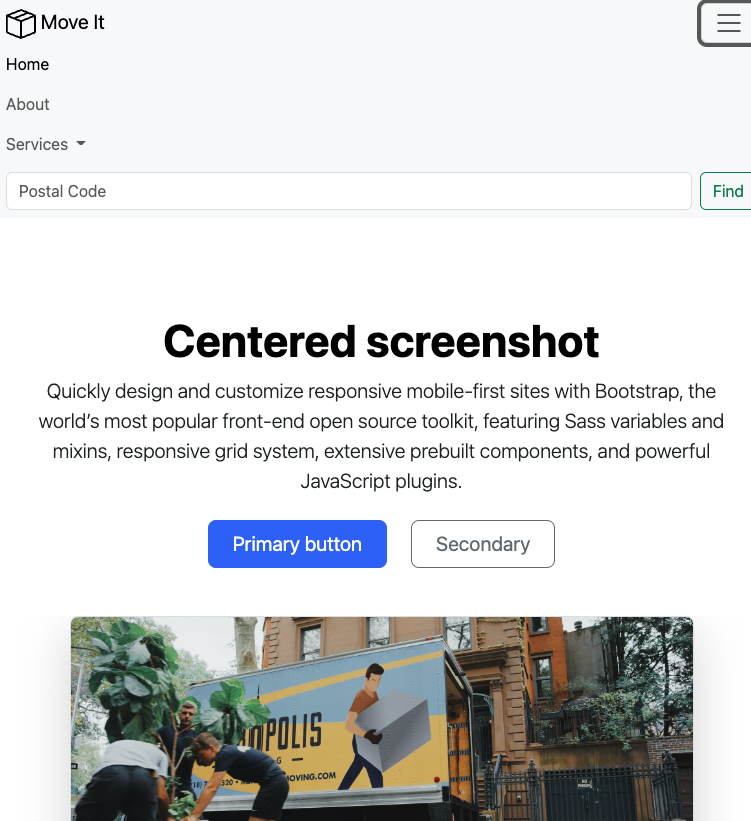 Move It
Home
About
Services
Postal Code
Find
Centered screenshot
Quickly design and customize responsive mobile-first sites with Bootstrap, the
world’s most popular front-end open source toolkit, featuring Sass variables and
mixins, responsive grid system, extensive prebuilt components, and powerful
JavaScript plugins.
Primary button
Secondary
OPOLIS
MOVING.COM